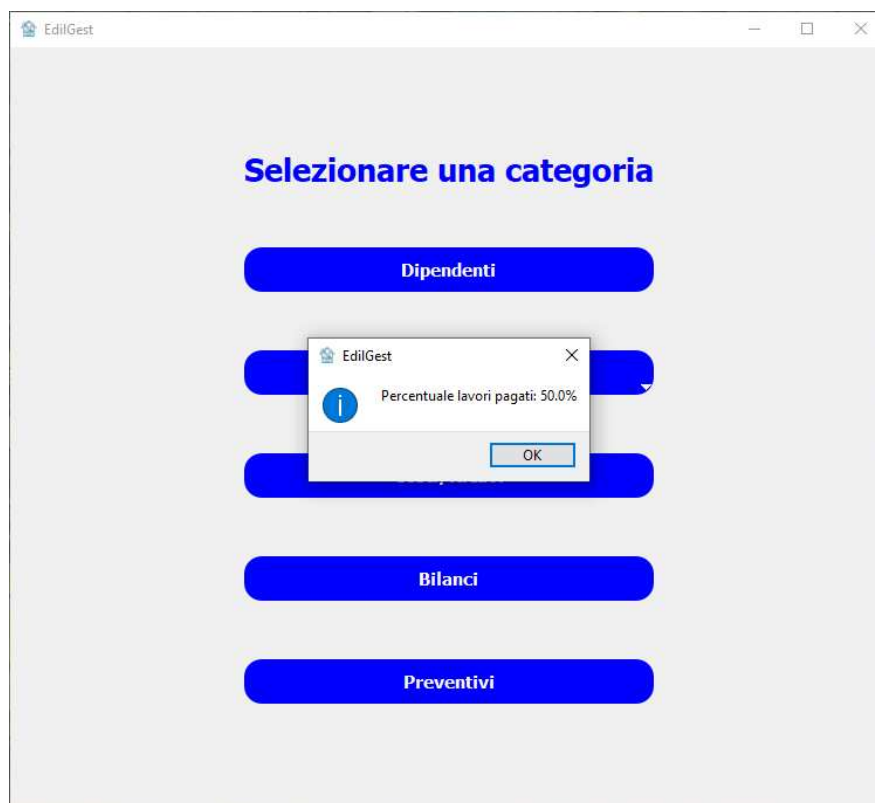 EdilGest
Selezionare una categoria
Dipendenti
EdilGest
Percentuale lavori pagati: 50.0%
OK
Bilanci
Preventivi